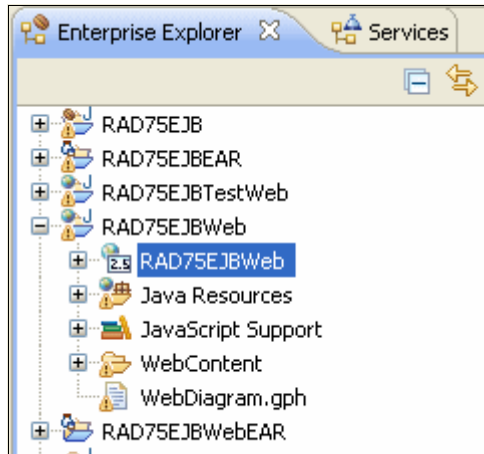 Enterprise Explorer Services
RAD75EJB
RAD75EJBEAR
RAD75EJBTestWeb
RAD75EJBWeb
2.5 RAD75EJBWeb
Java Resources
JavaScript Support
WebContent
WebDiagram.gph
RAD75EJBWebEAR